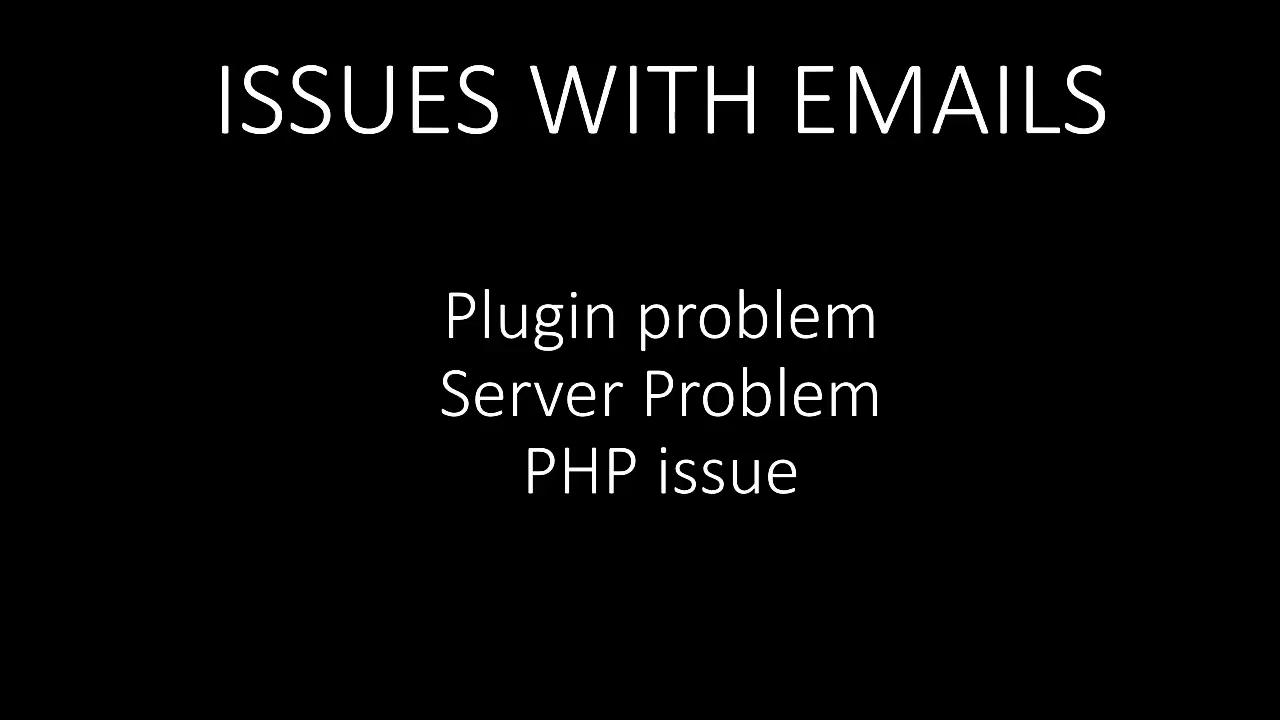 ISSUES WITH EMAILS
Plugin problem
Server Problem
PHP issue